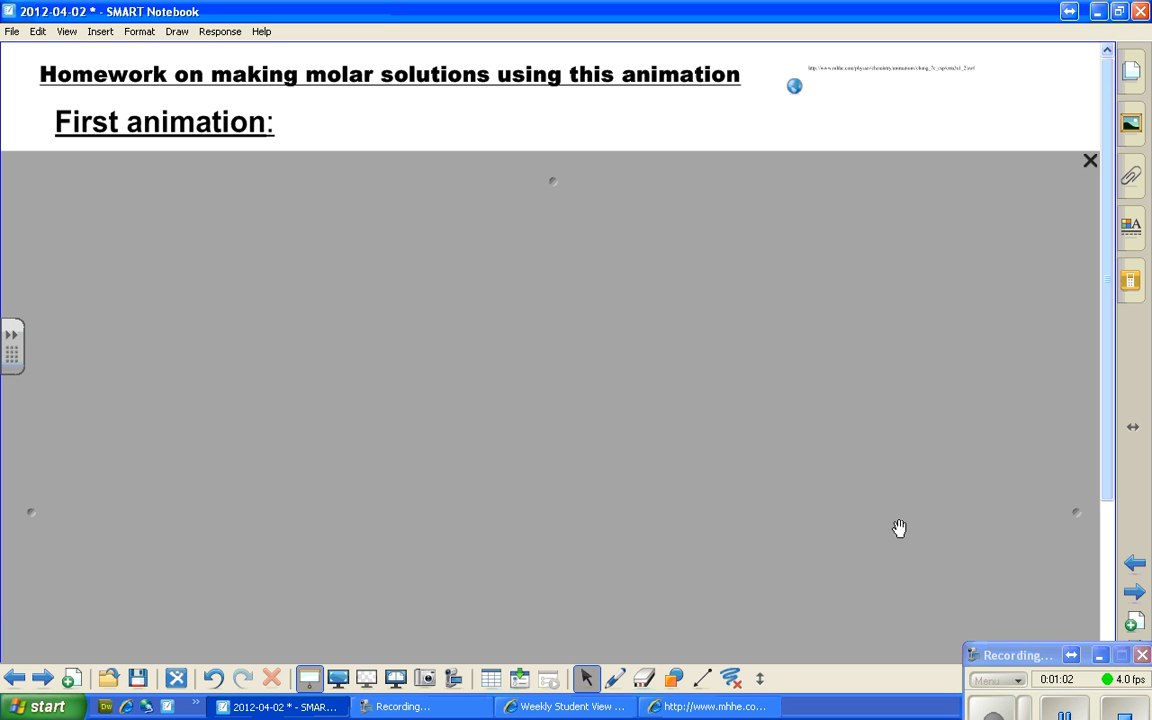 2012-04-02 * - SMART Notebook
File Edit View Insert Format Draw Response Help
Homework on making molar solutions using this animation
First animation:
Recording...
Menu 0:01:02 4.0 fps
start 2012-04-02 * - SMAR... Recording... Weekly Student View ... http://www.mhhe.co...